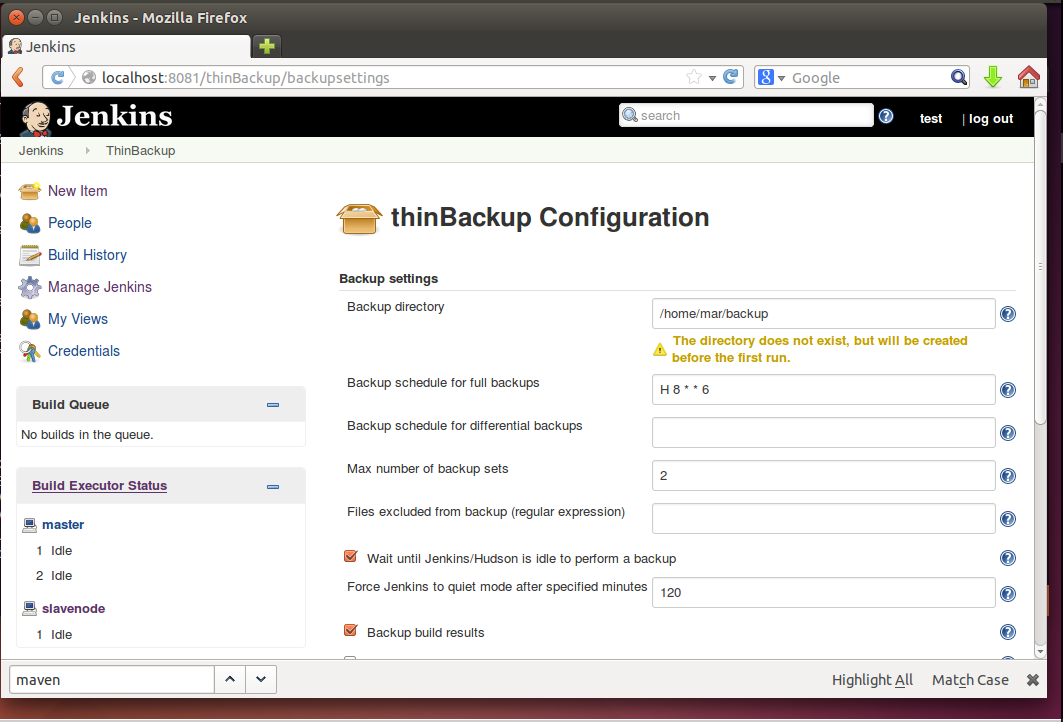 Jenkins - Mozilla Firefox
Jenkins
localhost:8081/thinBackup/backupsettings
8 Google
Jenkins
search
test | log out
Jenkins ThinBackup
New Item
People
Build History
Manage Jenkins
My Views
Credentials
Build Queue
No builds in the queue.
Build Executor Status
master
1 Idle
2 Idle
slavenode
1 Idle
thinBackup Configuration
Backup settings
Backup directory
/home/mar/backup
The directory does not exist, but will be created
before the first run.
Backup schedule for full backups
H 8 * * 6
Backup schedule for differential backups
Max number of backup sets
2
Files excluded from backup (regular expression)
Wait until Jenkins/Hudson is idle to perform a backup
Force Jenkins to quiet mode after specified minutes
120
Backup build results
maven
Highlight All Match Case